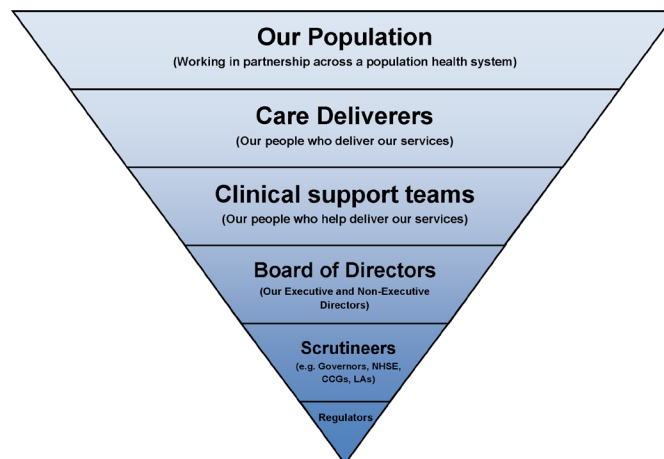 Our Population
(Working in partnership across a population health system)
Care Deliverers
(Our people who deliver our services)
Clinical support teams
(Our people who help deliver our services)
Board of Directors
(Our Executive and Non-Executive
Directors)
Scrutineers
(e.g. Governors, NHSE,
CCGs, LAs)
Regulators